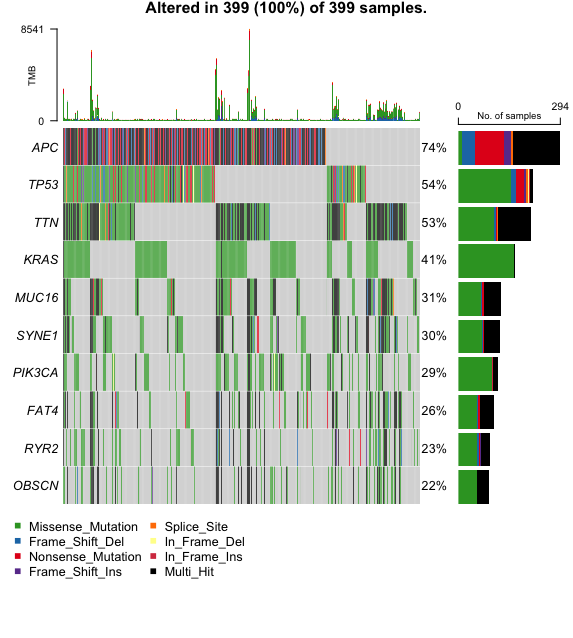 Altered in 399 (100%) of 399 samples.
8541
TMB
0
0 294
No. of samples
APC 74%
TP53 54%
TTN 53%
KRAS 41%
MUC16 31%
SYNE1 30%
PIK3CA 29%
FAT4 26%
RYR2 23%
OBSCN 22%
Missense_Mutation Splice_Site
Frame_Shift_Del In_Frame_Del
Nonsense_Mutation In_Frame_Ins
Frame_Shift_Ins Multi_Hit